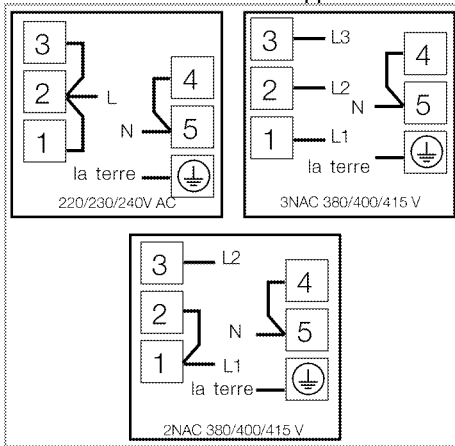 3
4
2
L
N
5
1
la terre
220/230/240V AC
3
L3
4
2
L2
N
5
1
L1
la terre
3NAC 380/400/415 V
3
L2
4
2
N
5
1
L1
la terre
2NAC 380/400/415 V